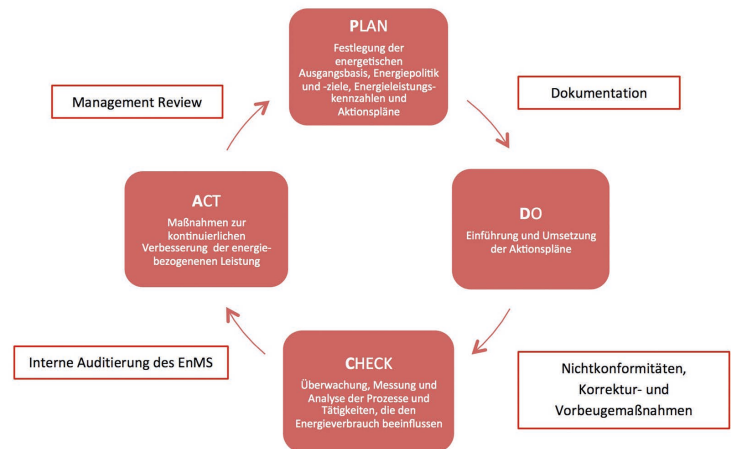 PLAN
Festlegung der
energetischen
Ausgangsbasis, Energiepolitik
und -ziele, Energieleistungs-
kennzahlen und
Aktionspläne
Management Review
Dokumentation
ACT
Maßnahmen zur
kontinuierlichen
Verbesserung der energie-
bezogenenen Leistung
DO
Einführung und Umsetzung
der Aktionspläne
Interne Auditierung des EnMS
CHECK
Überwachung, Messung und
Analyse der Prozesse und
Tätigkeiten, die den
Energieverbrauch beeinflussen
Nichtkonformitäten,
Korrektur- und
Vorbeugemaßnahmen